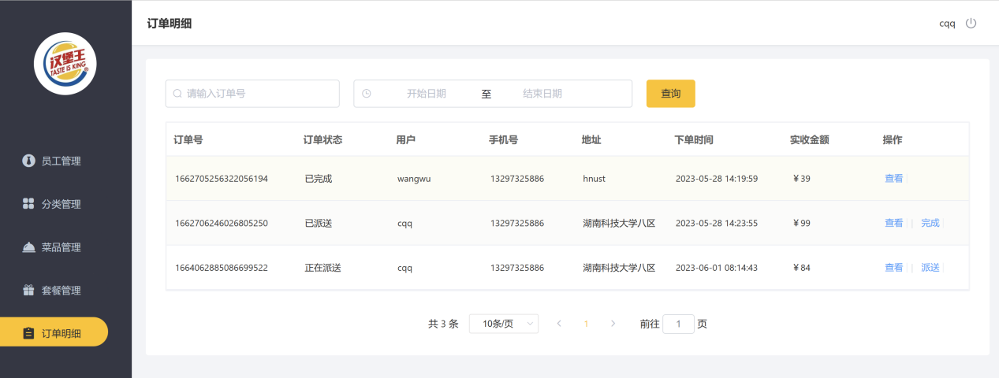 订单明细
cqq
汉堡王
TASTE IS KING
员工管理
分类管理
菜品管理
套餐管理
订单明细
请输入订单号 开始日期 至 结束日期 查询
订单号 订单状态 用户 手机号 地址 下单时间 实收金额 操作
1662705256322056194 已完成 wangwu 13297325886 hnust 2023-05-28 14:19:59 ￥39 查看
1662706246026805250 已派送 cqq 13297325886 湖南科技大学八区 2023-05-28 14:23:55 ￥99 查看 | 完成
1664062885086699522 正在派送 cqq 13297325886 湖南科技大学八区 2023-06-01 08:14:43 ￥84 查看 | 派送
共 3 条 10条/页 1 前往 1 页